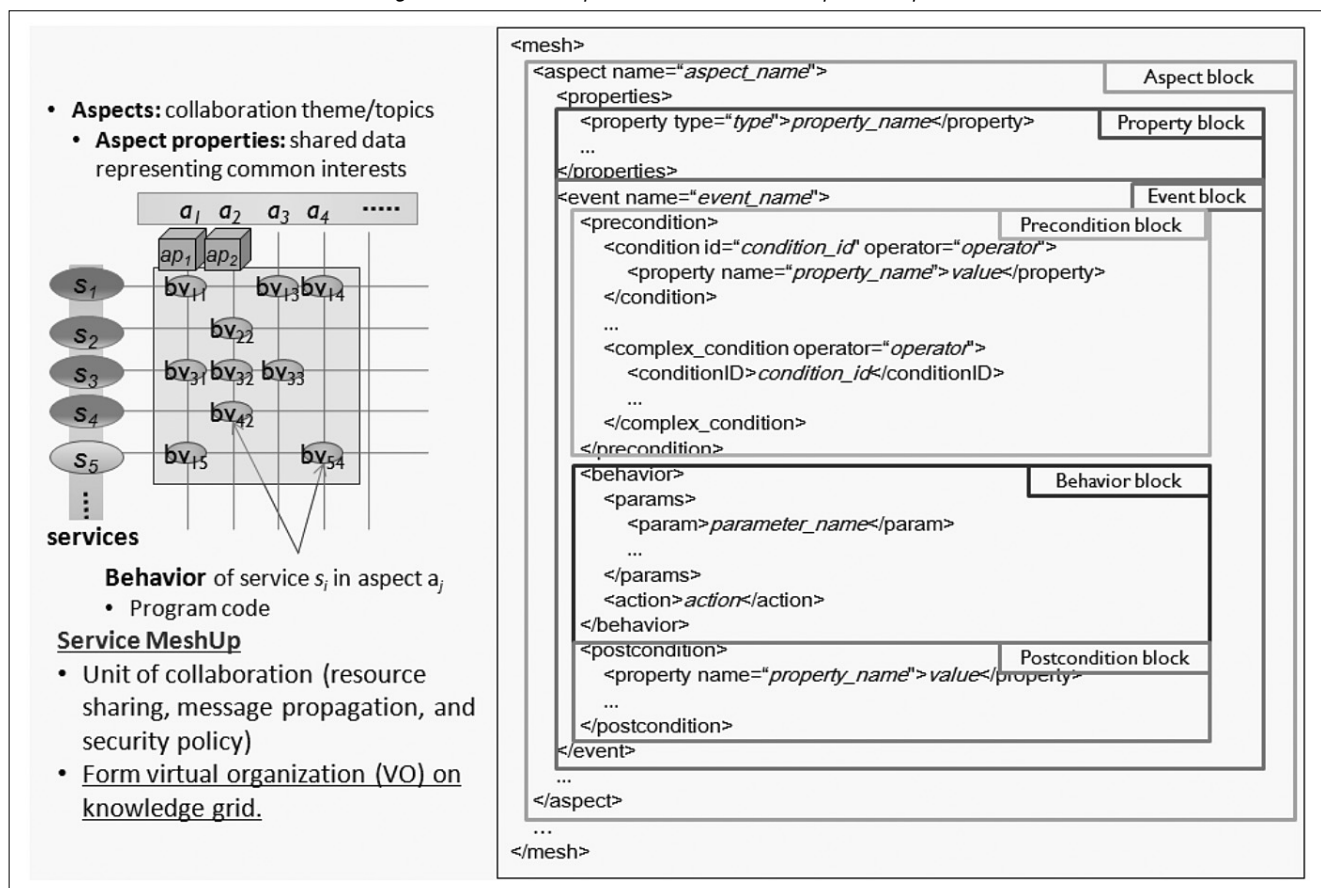 • Aspects: collaboration theme/topics
• Aspect properties: shared data
representing common interests
a1 a2 a3 a4 .....
ap1 ap2
s1 bv11 bv13 bv14
s2 bv22
s3 bv31 bv32 bv33
s4 bv42
s5 bv15 bv54
services
Behavior of service si in aspect aj
• Program code
Service MeshUp
• Unit of collaboration (resource
sharing, message propagation, and
security policy)
• Form virtual organization (VO) on
knowledge grid.
<mesh>
<aspect name="aspect_name"> Aspect block
<properties>
<property type="type">property_name</property> Property block
...
</properties>
<event name="event_name"> Event block
<precondition> Precondition block
<condition id="condition_id" operator="operator">
<property name="property_name">value</property>
</condition>
...
<complex_condition operator="operator">
<conditionID>condition_id</conditionID>
...
</complex_condition>
</precondition>
<behavior> Behavior block
<params>
<param>parameter_name</param>
...
</params>
<action>action</action>
</behavior>
<postcondition> Postcondition block
<property name="property_name">value</property>
...
</postcondition>
</event>
...
</aspect>
...
</mesh>